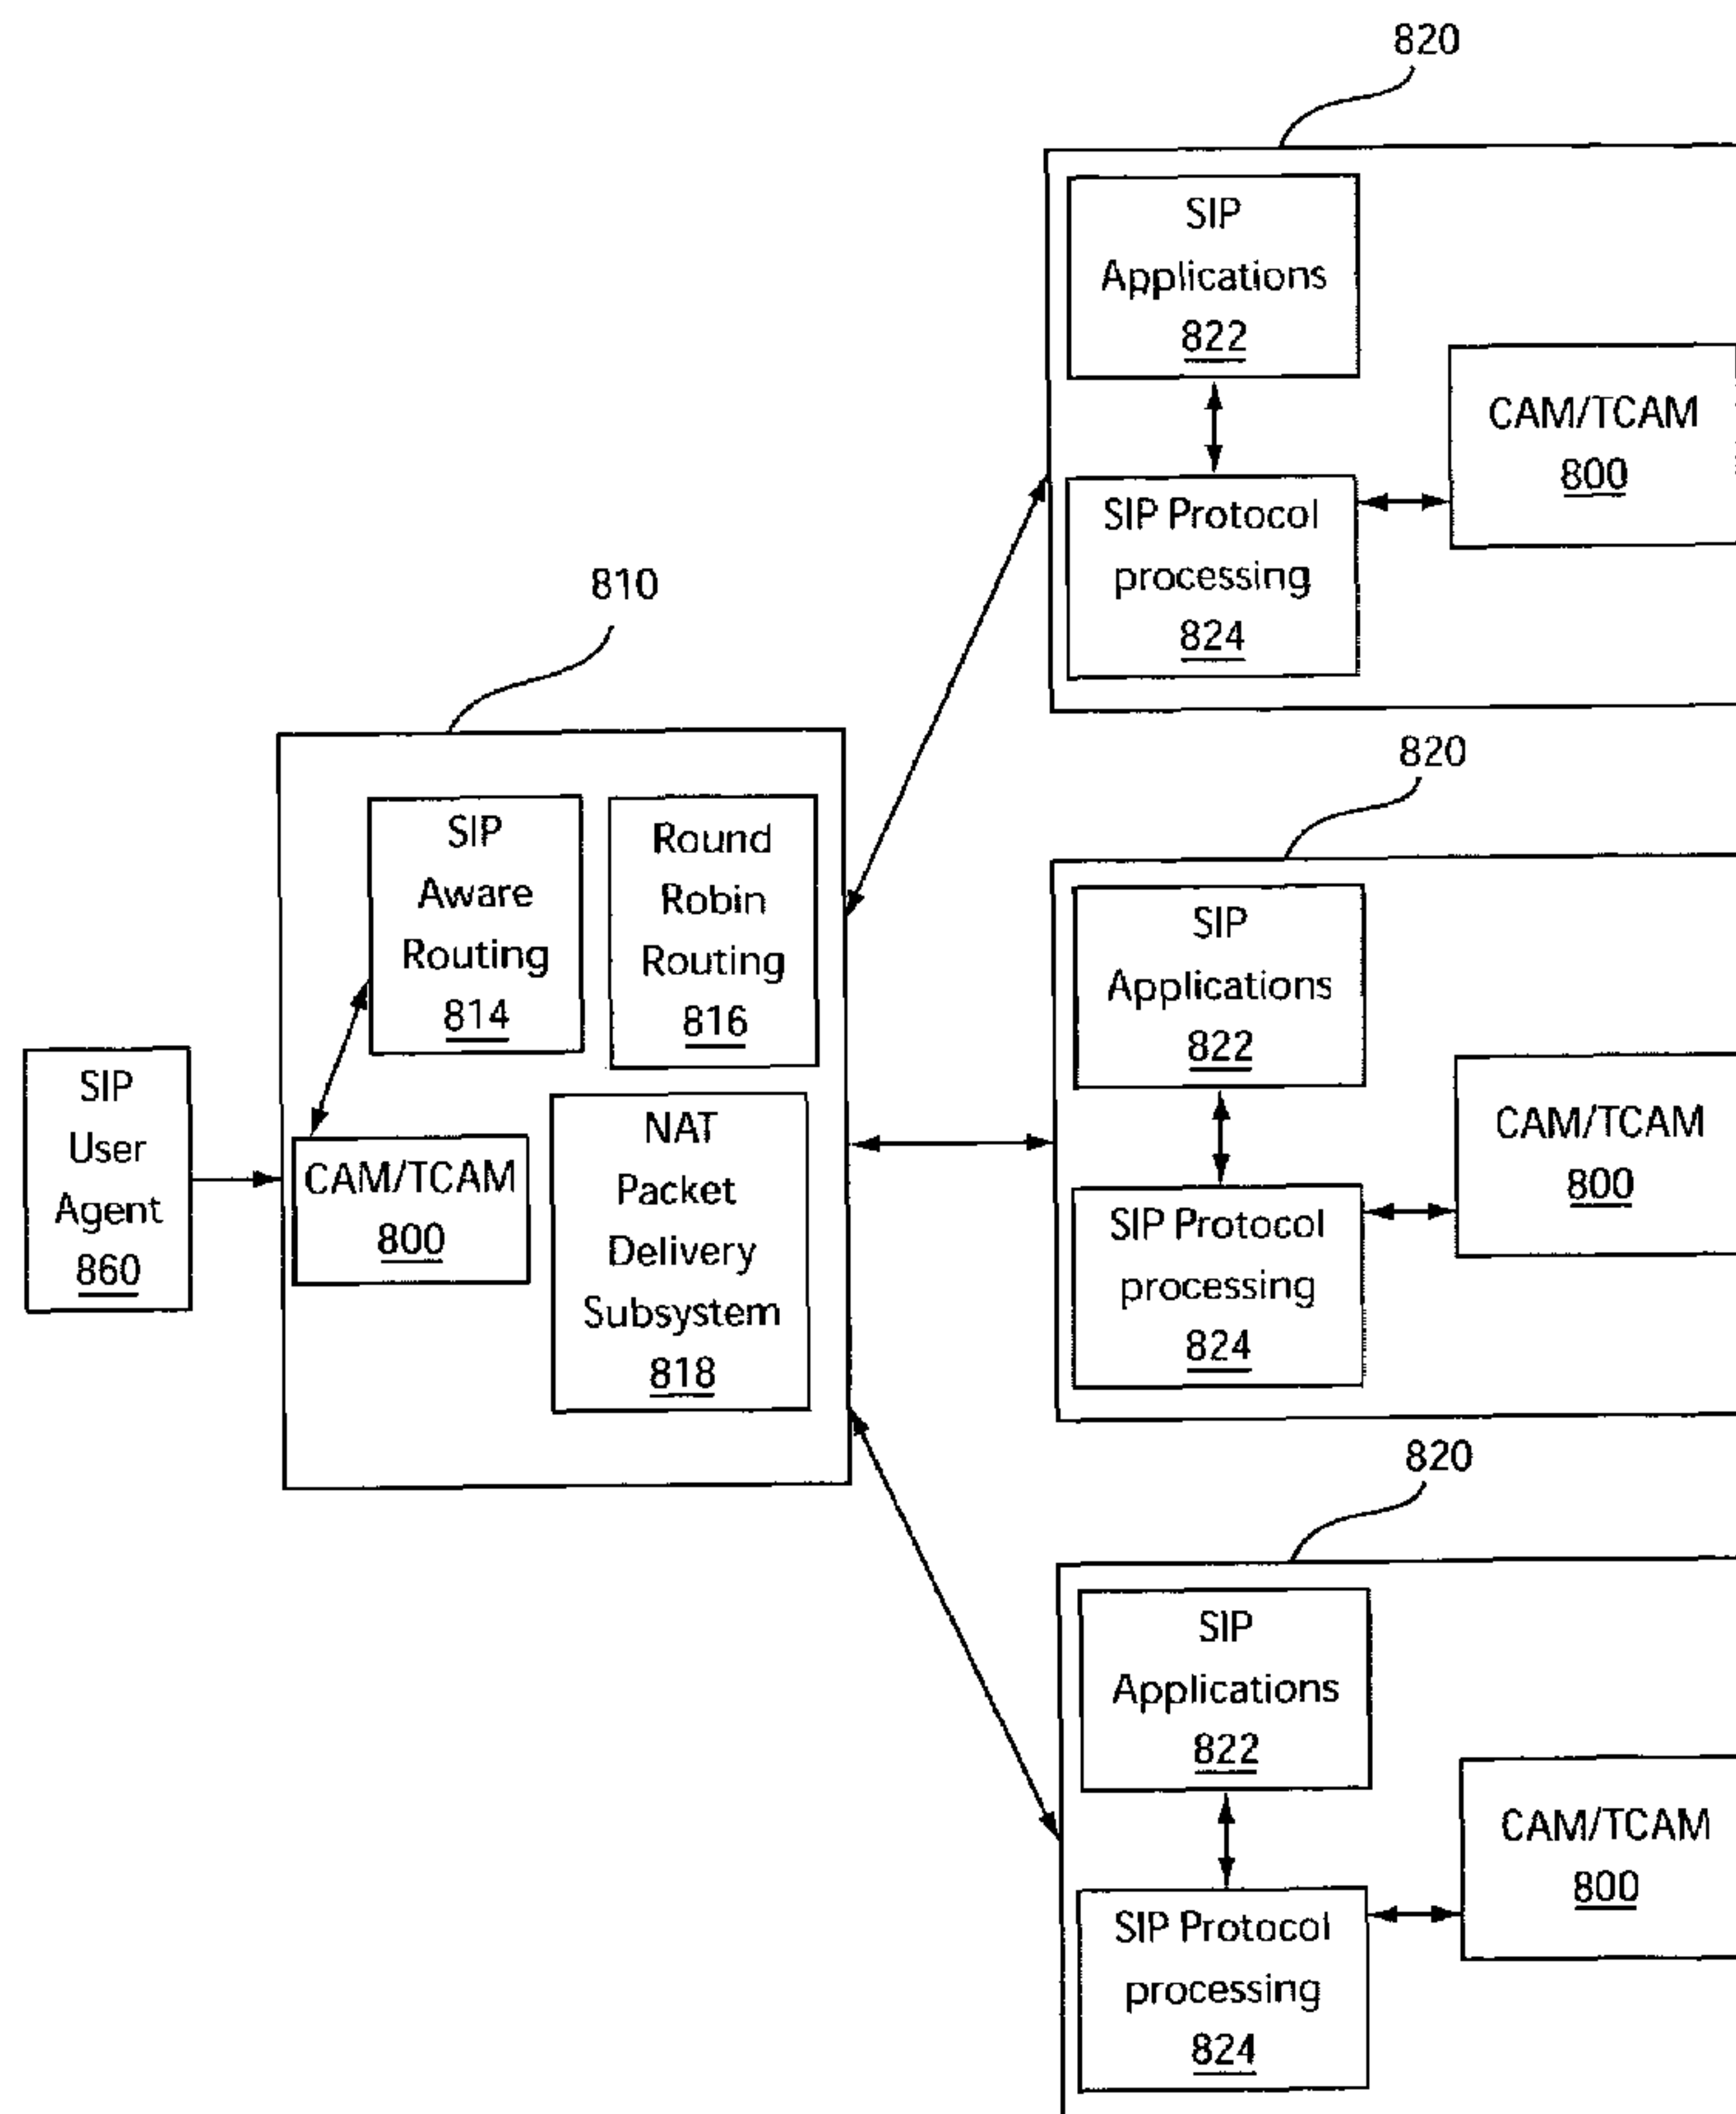 820
SIP
Applications
822
CAM/TCAM
800
SIP Protocol
processing
824
810
SIP
Aware
Routing
814
Round
Robin
Routing
816
SIP
User
Agent
860
CAM/TCAM
800
NAT
Packet
Delivery
Subsystem
818
820
SIP
Applications
822
CAM/TCAM
800
SIP Protocol
processing
824
820
SIP
Applications
822
CAM/TCAM
800
SIP Protocol
processing
824